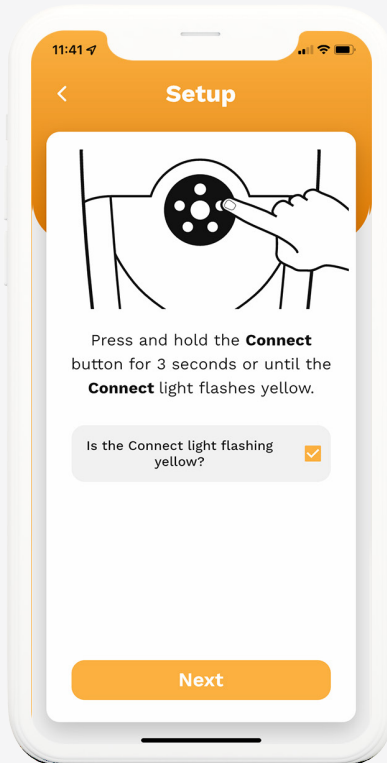 11:41
Setup
Press and hold the Connect
button for 3 seconds or until the
Connect light flashes yellow.
Is the Connect light flashing
yellow?
Next